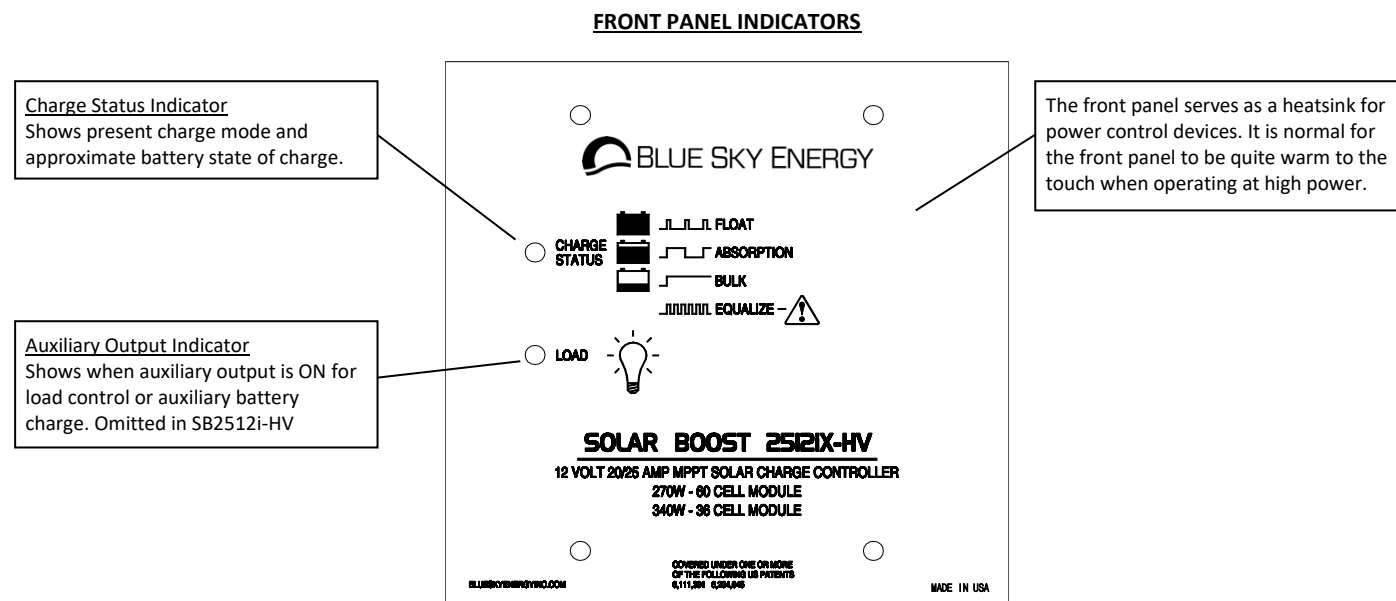 FRONT PANEL INDICATORS
Charge Status Indicator
Shows present charge mode and
approximate battery state of charge.
The front panel serves as a heatsink for
power control devices. It is normal for
the front panel to be quite warm to the
touch when operating at high power.
BLUE SKY ENERGY
CHARGE
STATUS
FLOAT
ABSORPTION
BULK
EQUALIZE
Auxiliary Output Indicator
Shows when auxiliary output is ON for
load control or auxiliary battery
charge. Omitted in SB2512i-HV
LOAD
SOLAR BOOST 2512IX-HV
12 VOLT 20/25 AMP MPPT SOLAR CHARGE CONTROLLER
270W - 60 CELL MODULE
340W - 36 CELL MODULE
BLUESKYENERGYINC.COM
COVERED UNDER ONE OR MORE
OF THE FOLLOWING US PATENTS
MADE IN USA